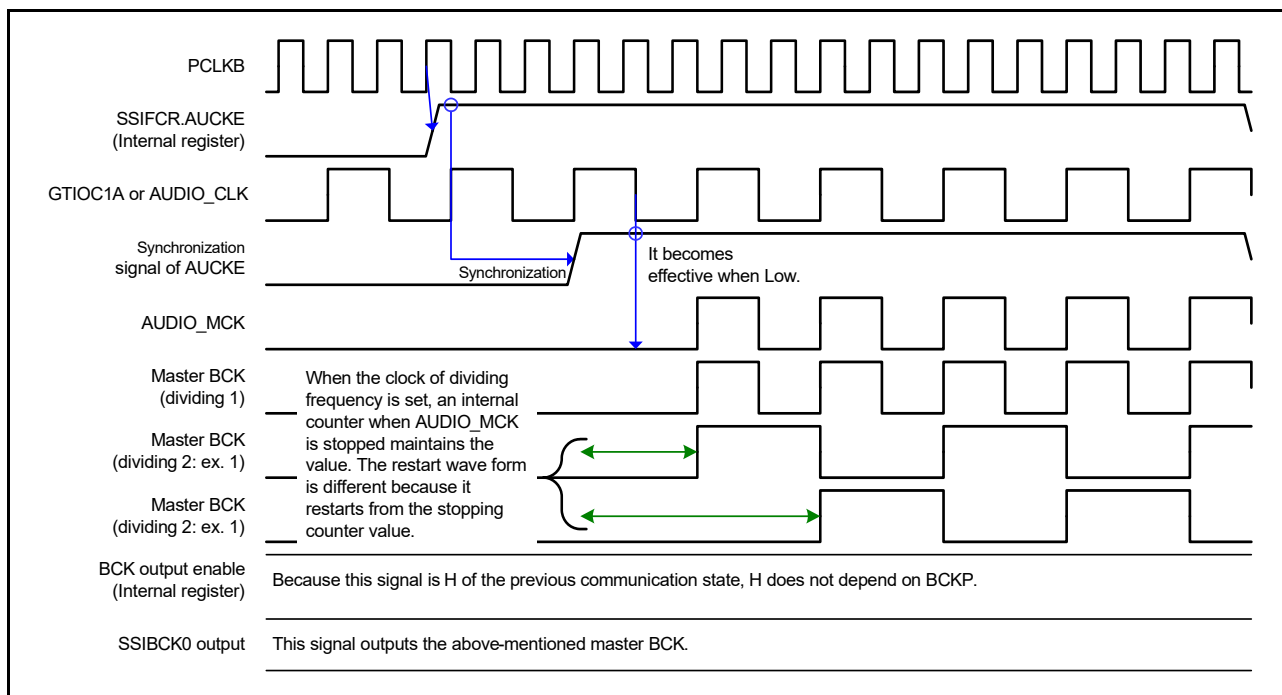 PCLKB
SSIFCR.AUCKE
(Internal register)
GTIOC1A or AUDIO_CLK
Synchronization
signal of AUCKE
Synchronization
It becomes
effective when Low.
AUDIO_MCK
Master BCK
(dividing 1)
When the clock of dividing
frequency is set, an internal
counter when AUDIO_MCK
is stopped maintains the
value. The restart wave form
is different because it
restarts from the stopping
counter value.
Master BCK
(dividing 2: ex. 1)
Master BCK
(dividing 2: ex. 1)
BCK output enable
(Internal register)
Because this signal is H of the previous communication state, H does not depend on BCKP.
SSIBCK0 output
This signal outputs the above-mentioned master BCK.